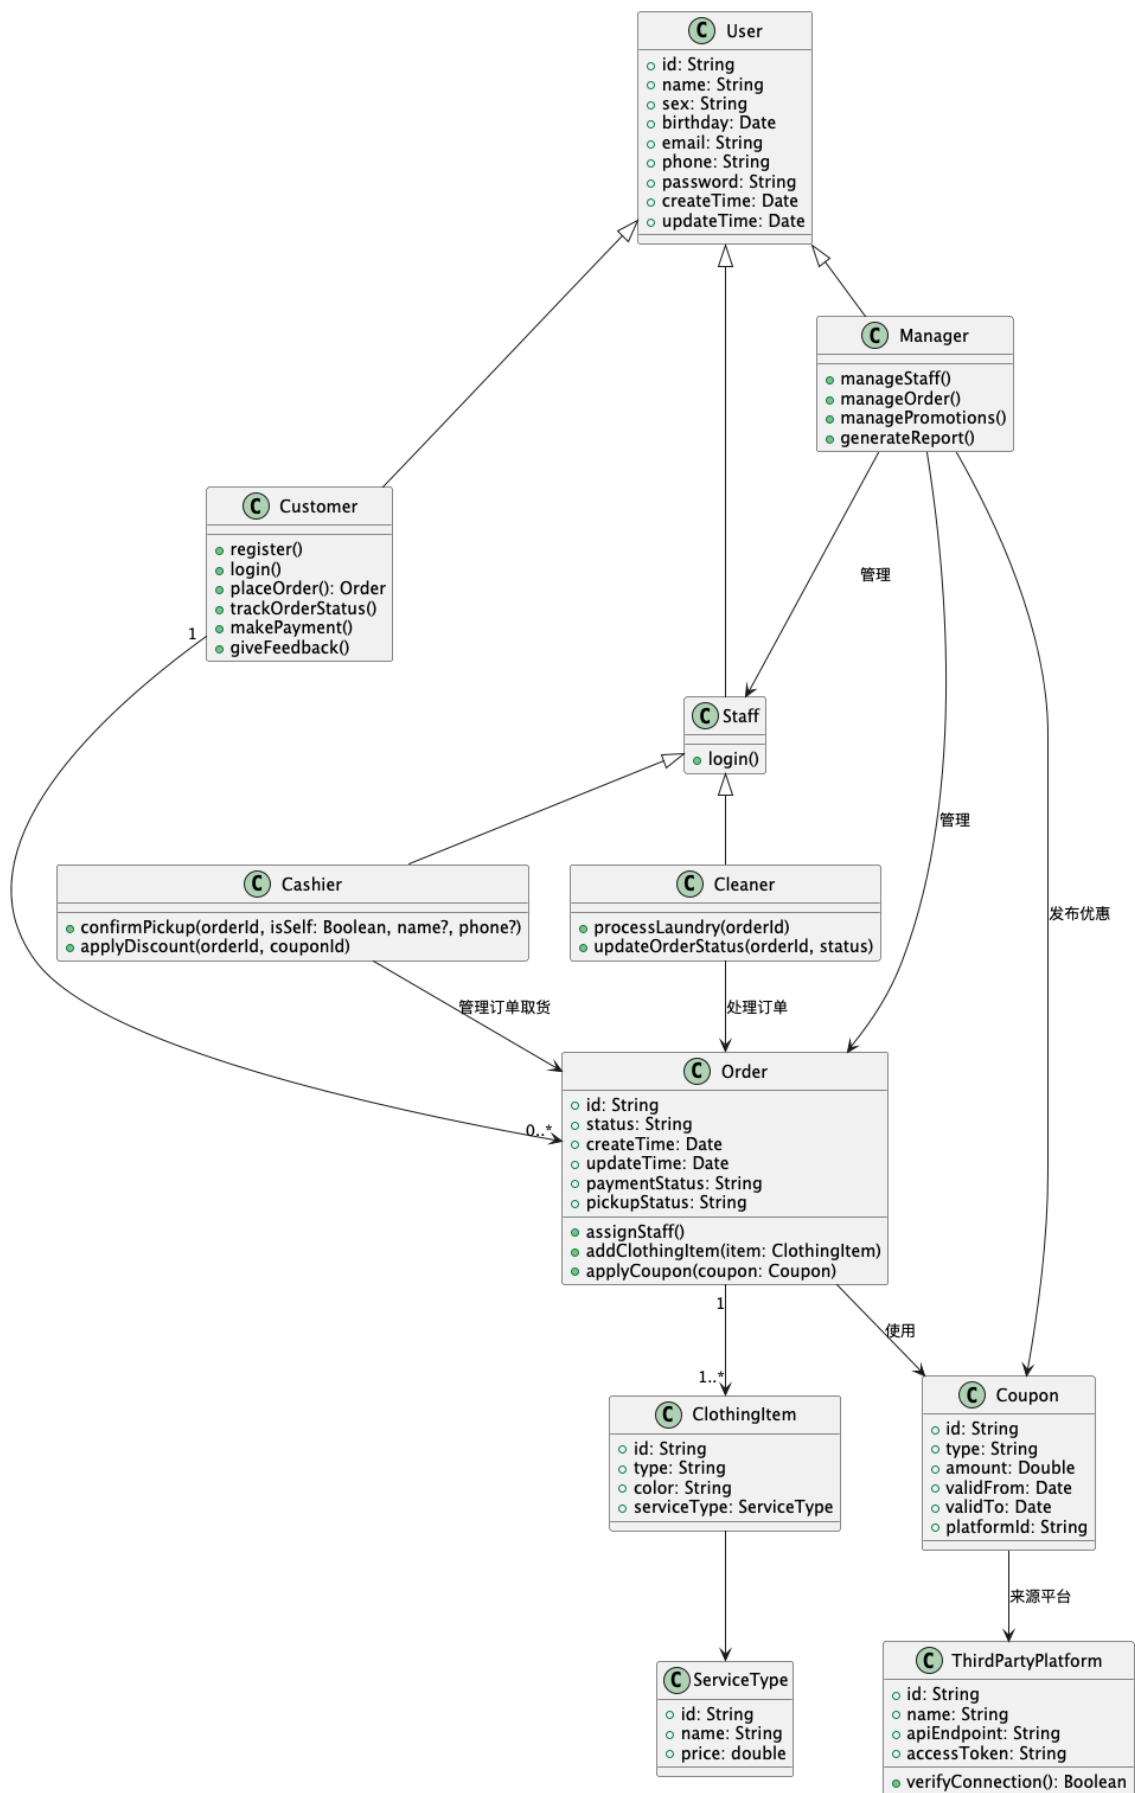 C User
id: String
name: String
sex: String
birthday: Date
email: String
phone: String
password: String
createTime: Date
updateTime: Date
C Manager
manageStaff()
manageOrder()
managePromotions()
generateReport()
C Customer
register()
login()
placeOrder(): Order
trackOrderStatus()
makePayment()
giveFeedback()
管理
1
C Staff
login()
管理
C Cashier
confirmPickup(orderId, isSelf: Boolean, name?, phone?)
applyDiscount(orderId, couponId)
C Cleaner
processLaundry(orderId)
updateOrderStatus(orderId, status)
发布优惠
管理订单取货
处理订单
C Order
id: String
status: String
createTime: Date
updateTime: Date
paymentStatus: String
pickupStatus: String
assignStaff()
addClothingItem(item: ClothingItem)
applyCoupon(coupon: Coupon)
0..*
1
使用
1..*
C ClothingItem
id: String
type: String
color: String
serviceType: ServiceType
C Coupon
id: String
type: String
amount: Double
validFrom: Date
validTo: Date
platformId: String
来源平台
C ServiceType
id: String
name: String
price: double
C ThirdPartyPlatform
id: String
name: String
apiEndpoint: String
accessToken: String
verifyConnection(): Boolean